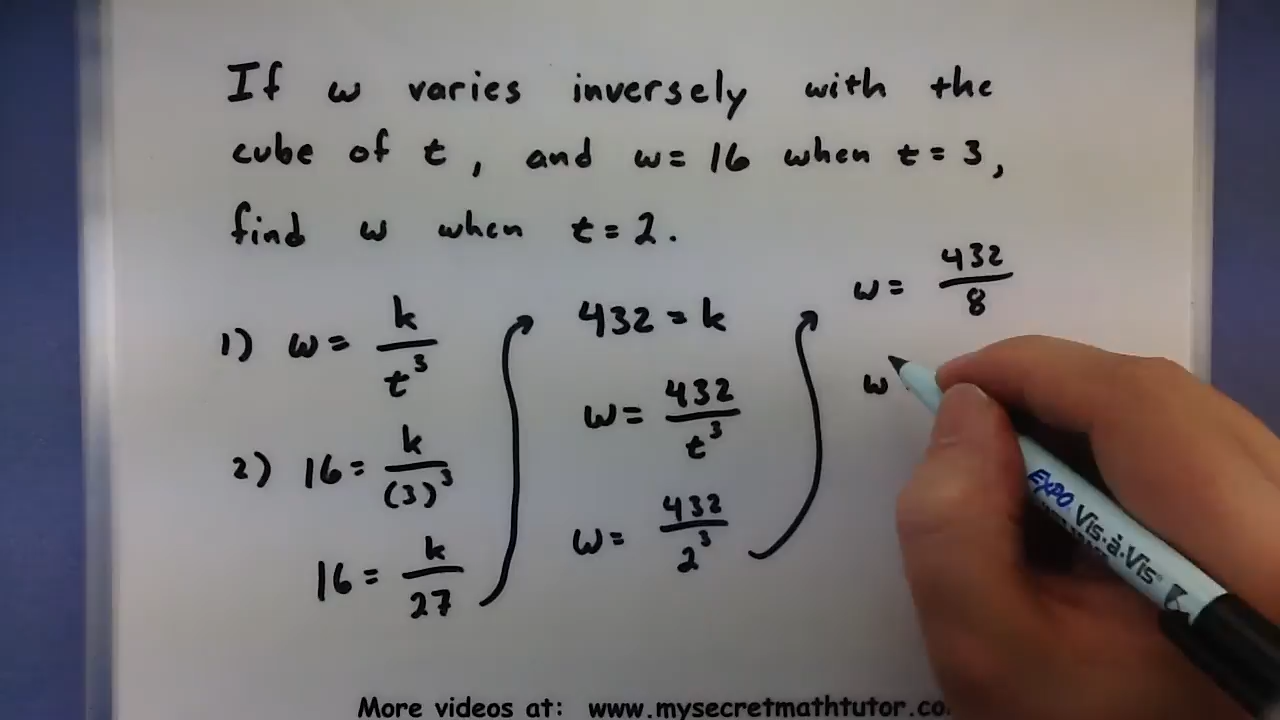 If w varies inversely with the
cube of t, and w = 16 when t = 3,
find w when t = 2.
1) w = k/t³
2) 16 = k/(3)³
16 = k/27
432 = k
w = 432/t³
w = 432/2³
w = 432/8
w
EXPO Vis·à·Vis
More videos at: www.mysecretmathtutor.co